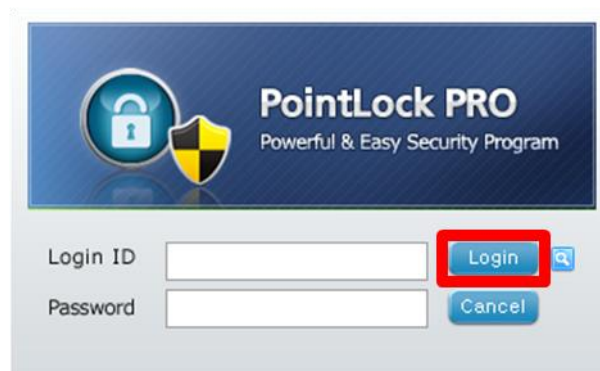 PointLock PRO
Powerful & Easy Security Program
Login ID
Login
Password
Cancel